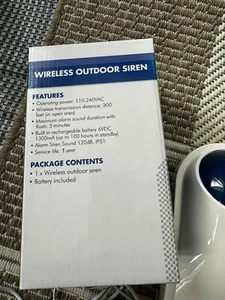 WIRELESS OUTDOOR SIREN
FEATURES
• Operating power: 110-240VAC
• Wireless transmission distance: 300
feet (in open area)
• Maximum alarm sound duration with
flash: 3 minutes
• Built in rechargeable battery 6VDC
1300mA (up to 100 hours in standby)
• Alarm Siren Sound 120dB, IP51
• Service life: 1 year
PACKAGE CONTENTS
• 1 x Wireless outdoor siren
• Battery included